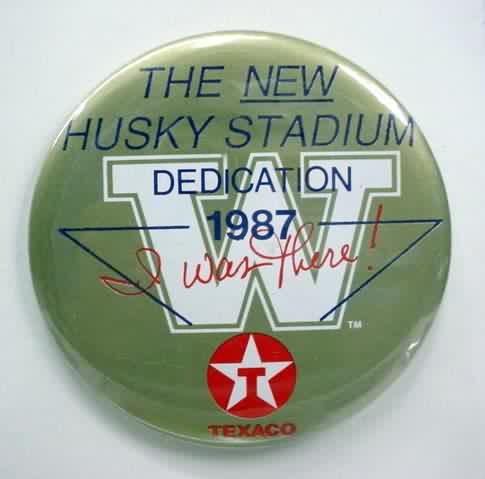 THE NEW
HUSKY STADIUM
W
DEDICATION
1987
I was there!
TM
T
TEXACO